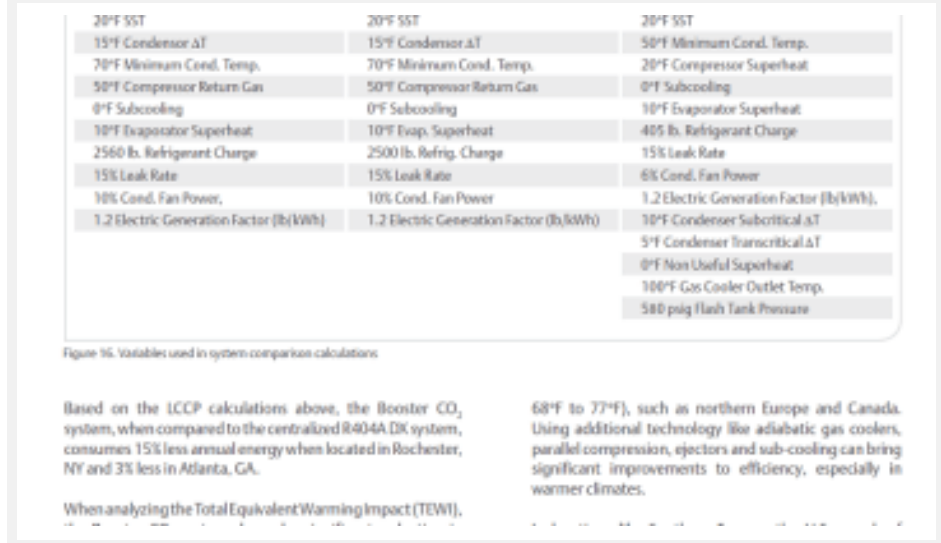 20°F SST
15°F Condensor ΔT
70°F Minimum Cond. Temp.
50°F Compressor Return Gas
0°F Subcooling
10°F Evaporator Superheat
2560 lb. Refrigerant Charge
15% Leak Rate
10% Cond. Fan Power,
1.2 Electric Generation Factor (lb/kWh)
20°F SST
15°F Condensor ΔT
70°F Minimum Cond. Temp.
50°F Compressor Return Gas
0°F Subcooling
10°F Evap. Superheat
2500 lb. Refrig. Charge
15% Leak Rate
10% Cond. Fan Power
1.2 Electric Generation Factor (lb/kWh)
20°F SST
50°F Minimum Cond. Temp.
20°F Compressor Superheat
0°F Subcooling
10°F Evaporator Superheat
405 lb. Refrigerant Charge
15% Leak Rate
6% Cond. Fan Power
1.2 Electric Generation Factor (lb/kWh),
10°F Condenser Subcritical ΔT
5°F Condenser Transcritical ΔT
0°F Non Useful Superheat
100°F Gas Cooler Outlet Temp.
580 psig Flash Tank Pressure
Figure 16. Variables used in system comparison calculations
Based on the LCCP calculations above, the Booster CO₂
system, when compared to the centralized R404A DX system,
consumes 15% less annual energy when located in Rochester,
NY and 3% less in Atlanta, GA.
When analyzing the Total Equivalent Warming Impact (TEWI),
68°F to 77°F), such as northern Europe and Canada.
Using additional technology like adiabatic gas coolers,
parallel compression, ejectors and sub-cooling can bring
significant improvements to efficiency, especially in
warmer climates.